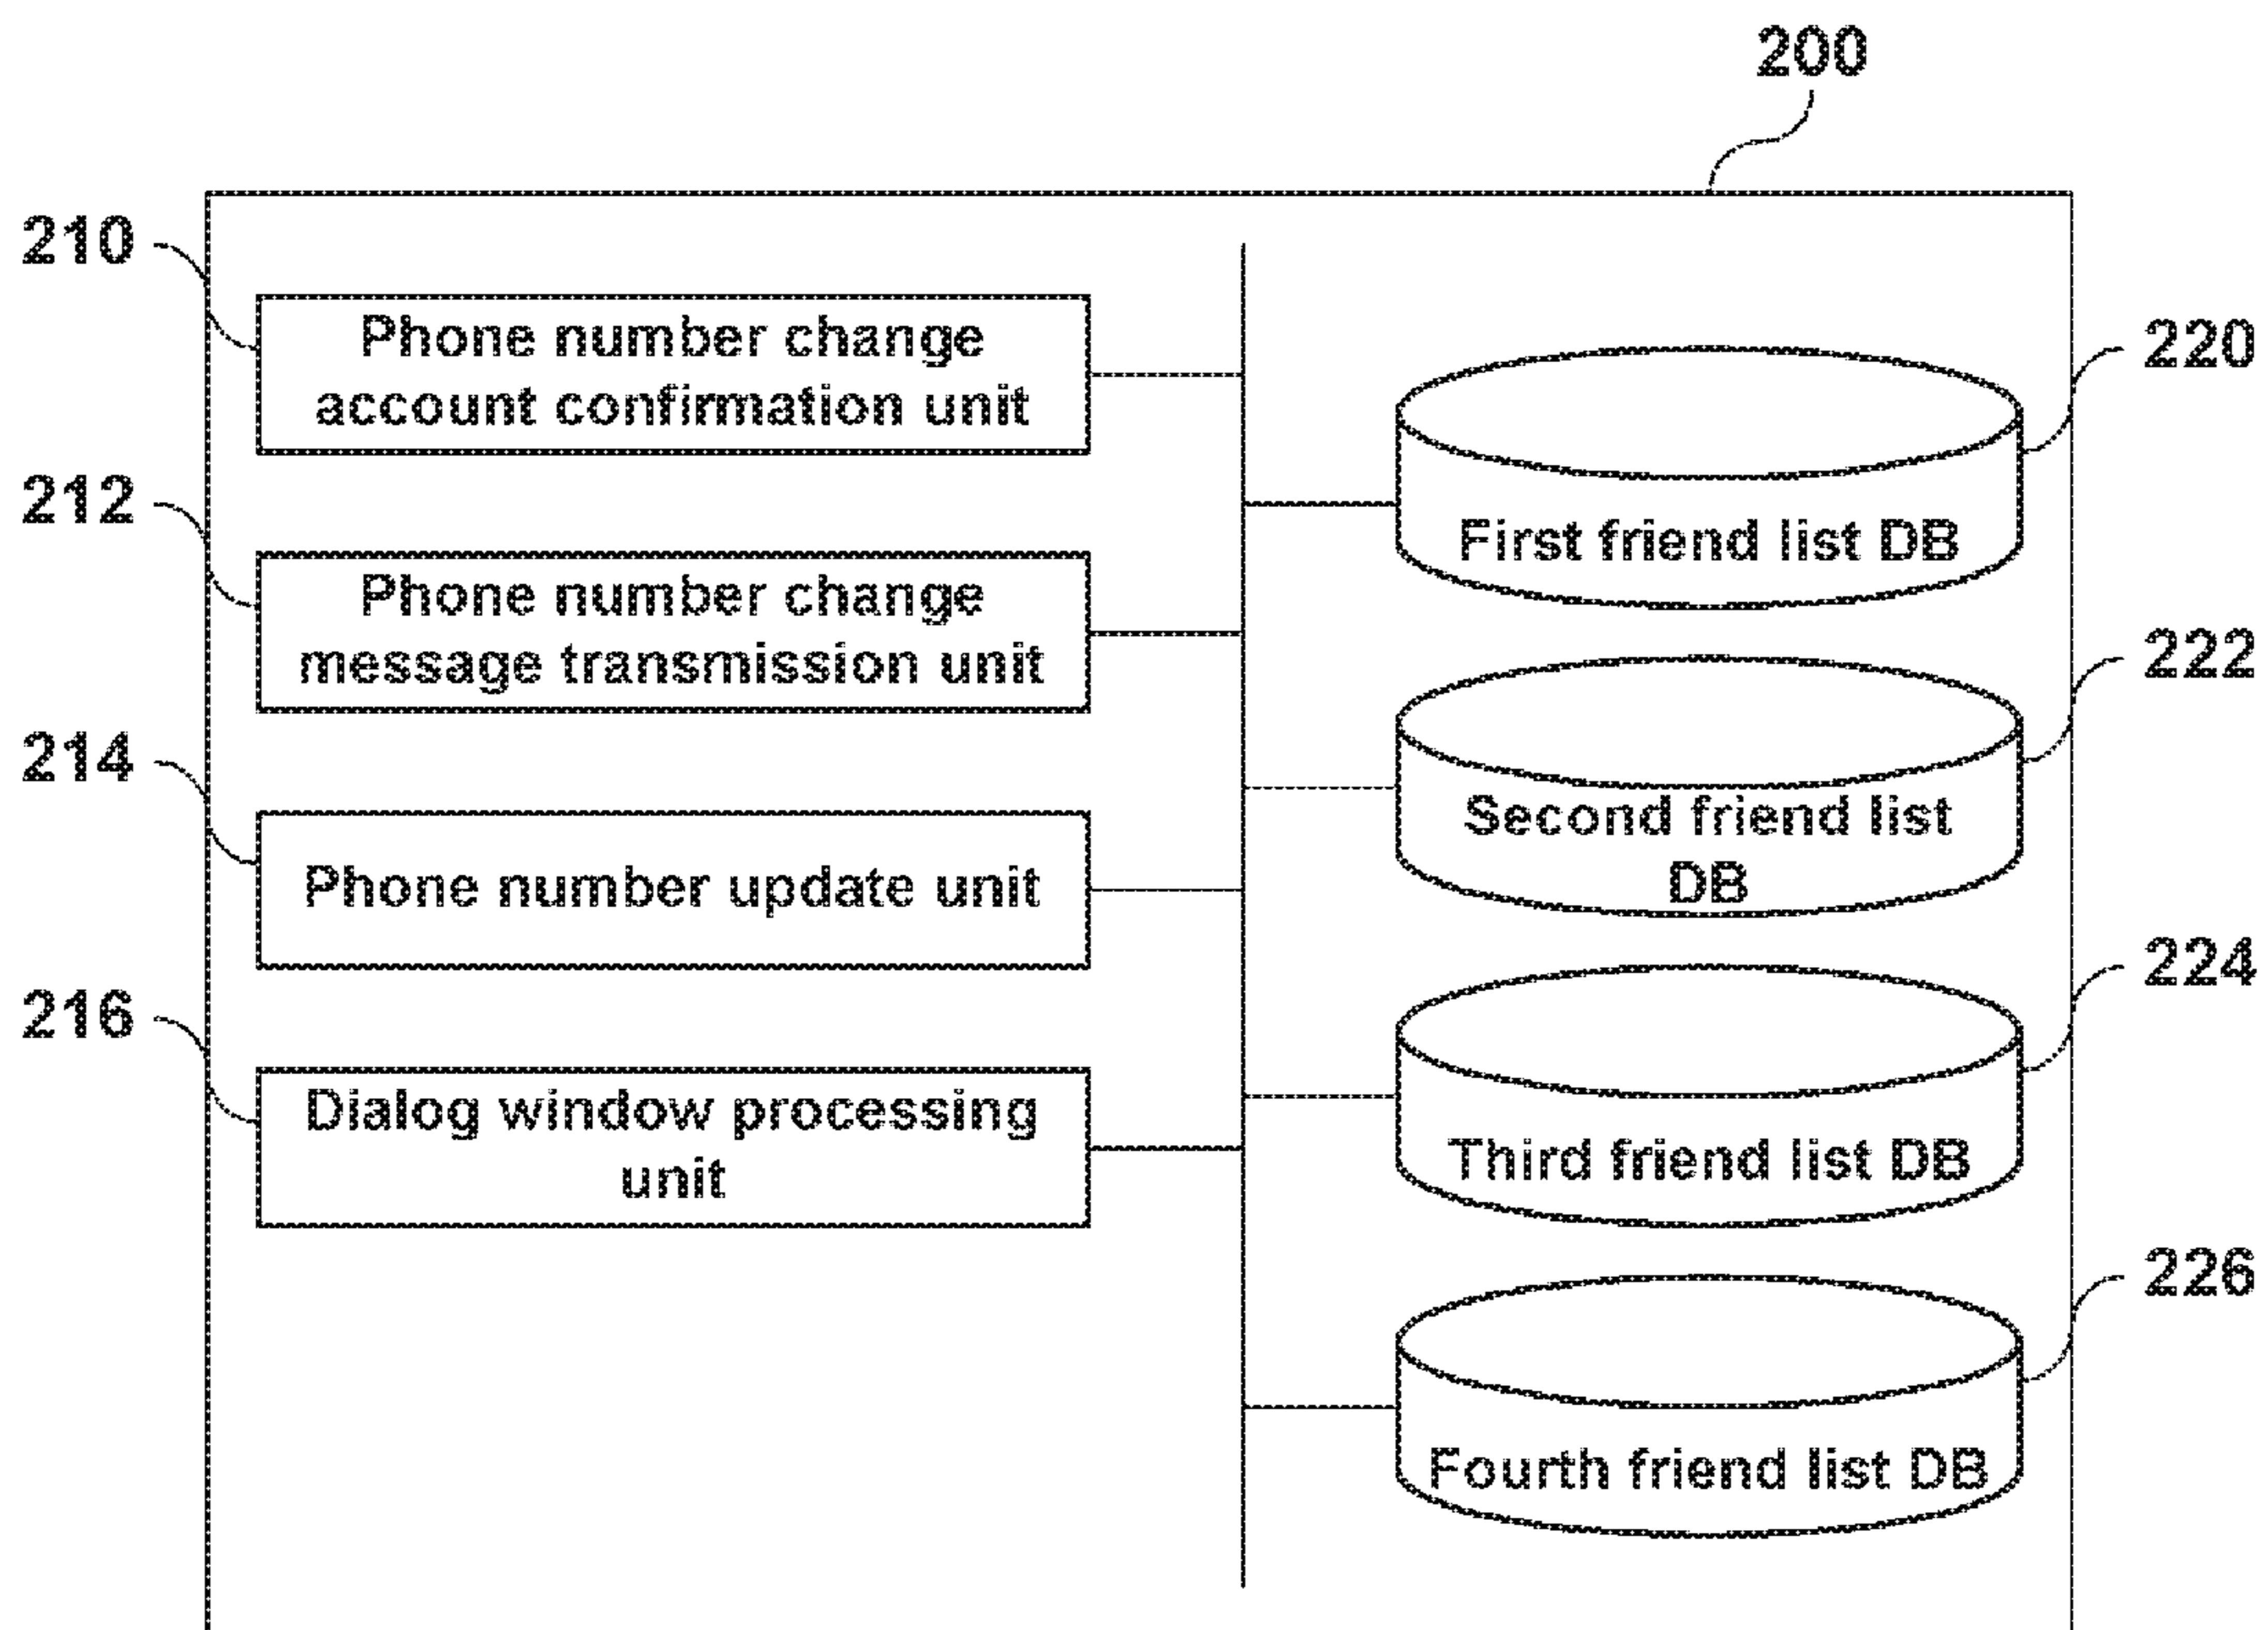 200
210
Phone number change
account confirmation unit
220
First friend list DB
212
Phone number change
message transmission unit
222
Second friend list
DB
214
Phone number update unit
224
Third friend list DB
216
Dialog window processing
unit
226
Fourth friend list DB